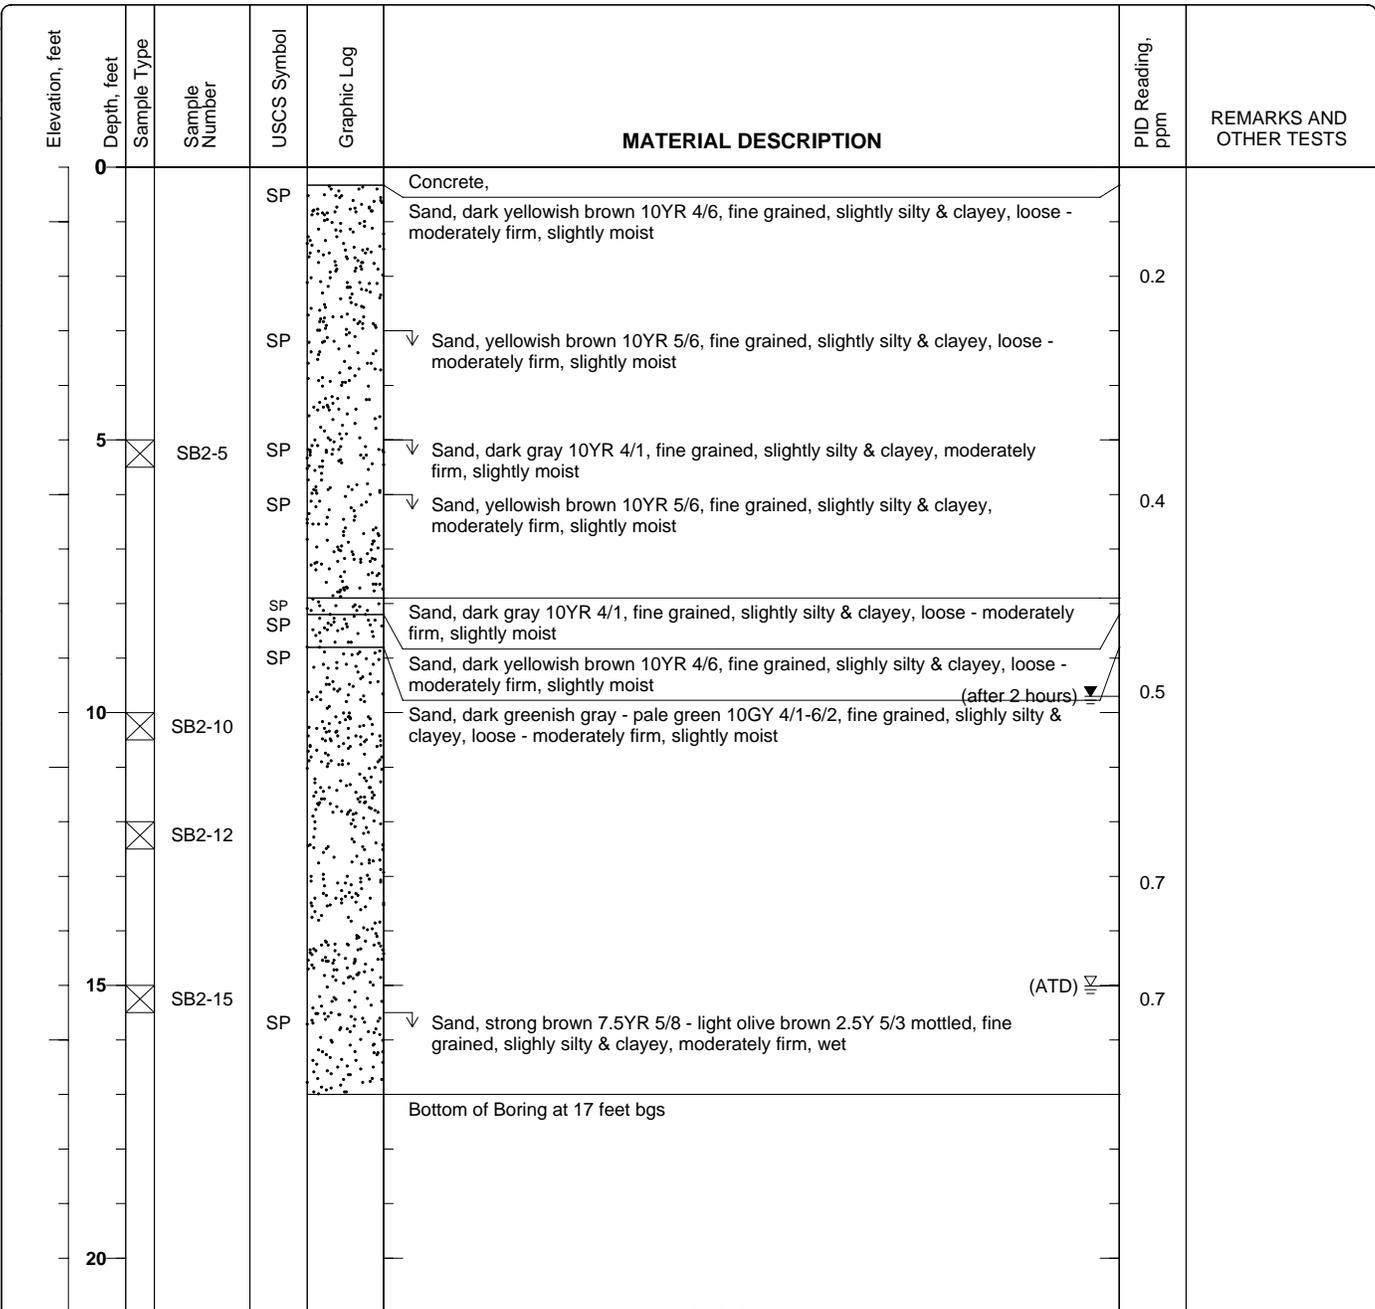 Elevation, feet
Depth, feet
Sample Type
Sample
Number
USCS Symbol
Graphic Log
MATERIAL DESCRIPTION
PID Reading,
ppm
REMARKS AND
OTHER TESTS
0
Concrete,
SP
Sand, dark yellowish brown 10YR 4/6, fine grained, slightly silty & clayey, loose -
moderately firm, slightly moist
0.2
SP
Sand, yellowish brown 10YR 5/6, fine grained, slightly silty & clayey, loose -
moderately firm, slightly moist
5
SB2-5
SP
Sand, dark gray 10YR 4/1, fine grained, slightly silty & clayey, moderately
firm, slightly moist
SP
Sand, yellowish brown 10YR 5/6, fine grained, slightly silty & clayey,
moderately firm, slightly moist
0.4
SP
Sand, dark gray 10YR 4/1, fine grained, slightly silty & clayey, loose - moderately
firm, slightly moist
SP
SP
Sand, dark yellowish brown 10YR 4/6, fine grained, slighly silty & clayey, loose -
moderately firm, slightly moist
(after 2 hours)
0.5
10
SB2-10
Sand, dark greenish gray - pale green 10GY 4/1-6/2, fine grained, slighly silty &
clayey, loose - moderately firm, slightly moist
SB2-12
0.7
15
SB2-15
(ATD)
0.7
SP
Sand, strong brown 7.5YR 5/8 - light olive brown 2.5Y 5/3 mottled, fine
grained, slighly silty & clayey, moderately firm, wet
Bottom of Boring at 17 feet bgs
20